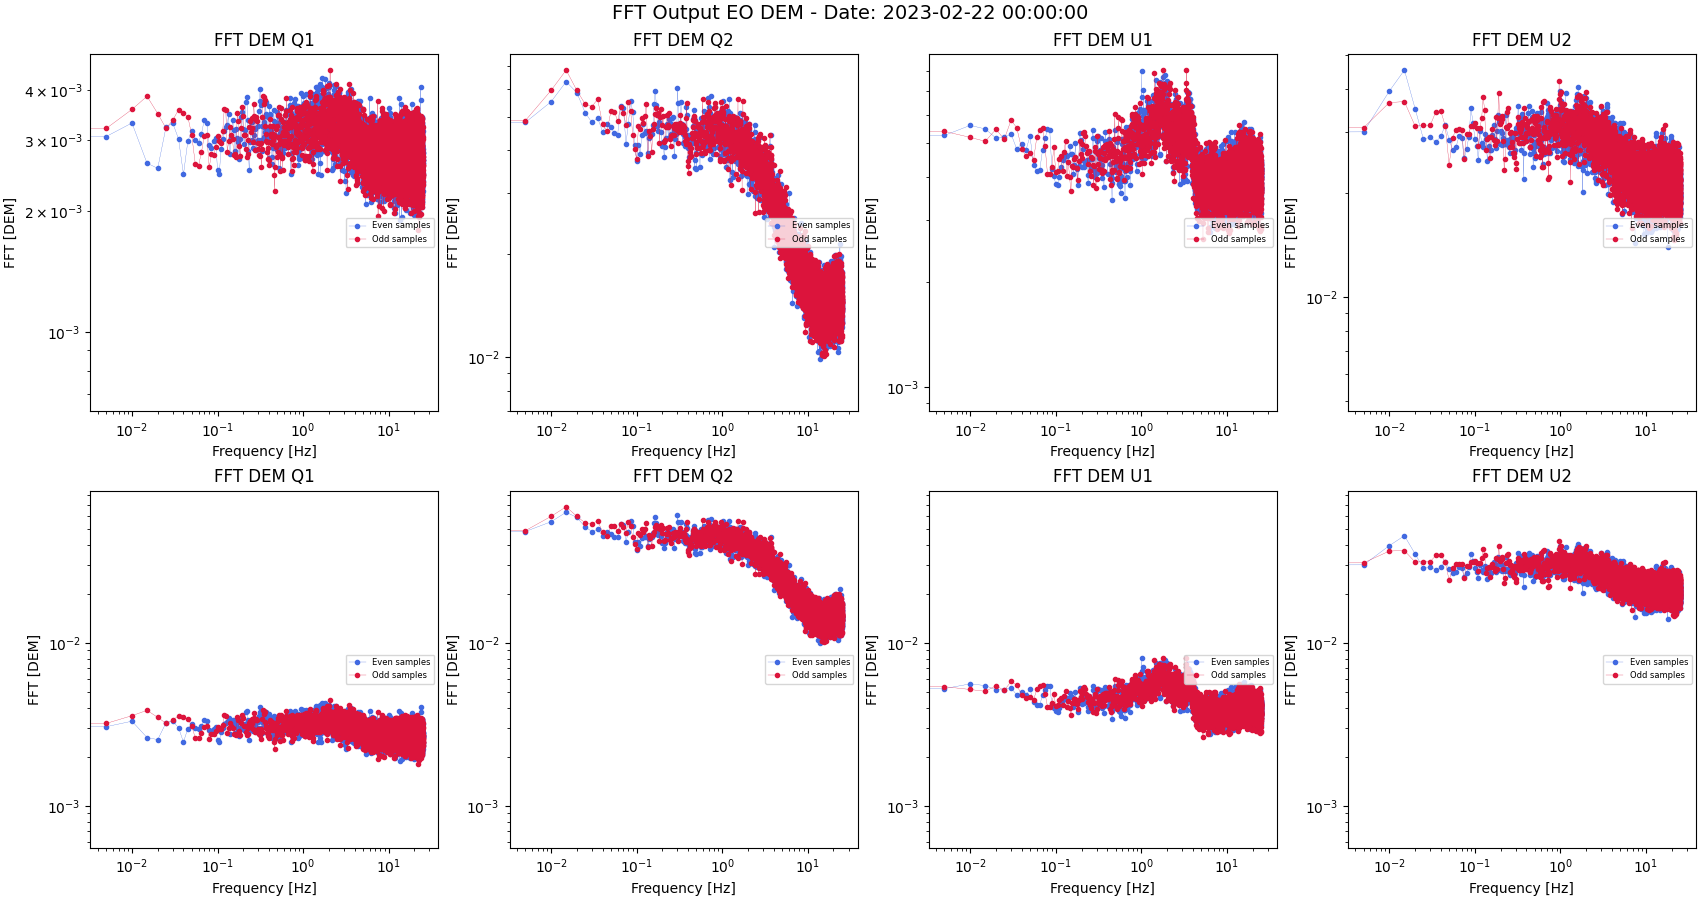 FFT Output EO DEM - Date: 2023-02-22 00:00:00
FFT DEM Q1
FFT DEM Q2
FFT DEM U1
FFT DEM U2
4 × 10⁻³
3 × 10⁻³
2 × 10⁻³
10⁻³
FFT [DEM]
Even samples
Odd samples
10⁻² 10⁻¹ 10⁰ 10¹
Frequency [Hz]
10⁻²
FFT [DEM]
Even samples
Odd samples
10⁻² 10⁻¹ 10⁰ 10¹
Frequency [Hz]
10⁻³
FFT [DEM]
Even samples
Odd samples
10⁻² 10⁻¹ 10⁰ 10¹
Frequency [Hz]
10⁻²
FFT [DEM]
Even samples
Odd samples
10⁻² 10⁻¹ 10⁰ 10¹
Frequency [Hz]
FFT DEM Q1
FFT DEM Q2
FFT DEM U1
FFT DEM U2
10⁻²
10⁻³
FFT [DEM]
Even samples
Odd samples
10⁻² 10⁻¹ 10⁰ 10¹
Frequency [Hz]
10⁻²
10⁻³
FFT [DEM]
Even samples
Odd samples
10⁻² 10⁻¹ 10⁰ 10¹
Frequency [Hz]
10⁻²
10⁻³
FFT [DEM]
Even samples
Odd samples
10⁻² 10⁻¹ 10⁰ 10¹
Frequency [Hz]
10⁻²
10⁻³
FFT [DEM]
Even samples
Odd samples
10⁻² 10⁻¹ 10⁰ 10¹
Frequency [Hz]